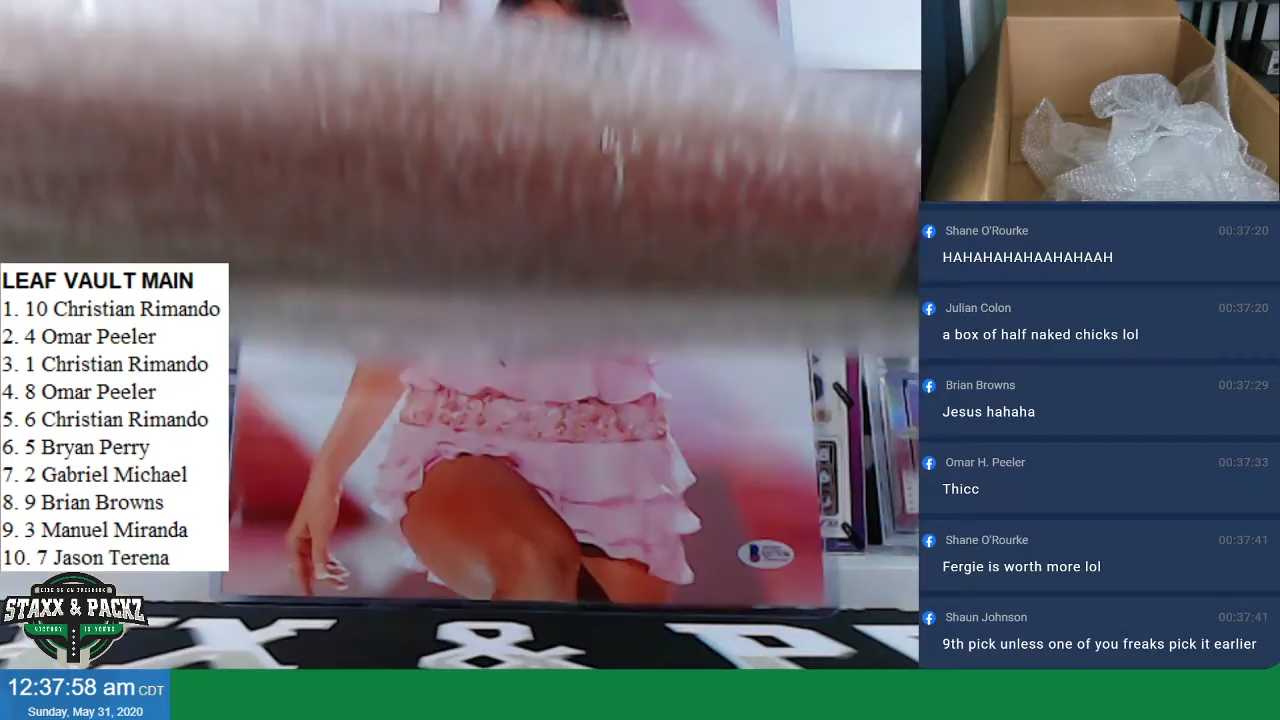 LEAF VAULT MAIN
1. 10 Christian Rimando
2. 4 Omar Peeler
3. 1 Christian Rimando
4. 8 Omar Peeler
5. 6 Christian Rimando
6. 5 Bryan Perry
7. 2 Gabriel Michael
8. 9 Brian Browns
9. 3 Manuel Miranda
10. 7 Jason Terena
STAXX & PACKZ
VICTORY IS YOURS
12:37:58 am CDT
Sunday, May 31, 2020
X & P
Shane O'Rourke 00:37:20
HAHAHAHAHAAHAHAAH
Julian Colon 00:37:20
a box of half naked chicks lol
Brian Browns 00:37:29
Jesus hahaha
Omar H. Peeler 00:37:33
Thicc
Shane O'Rourke 00:37:41
Fergie is worth more lol
Shaun Johnson 00:37:41
9th pick unless one of you freaks pick it earlier